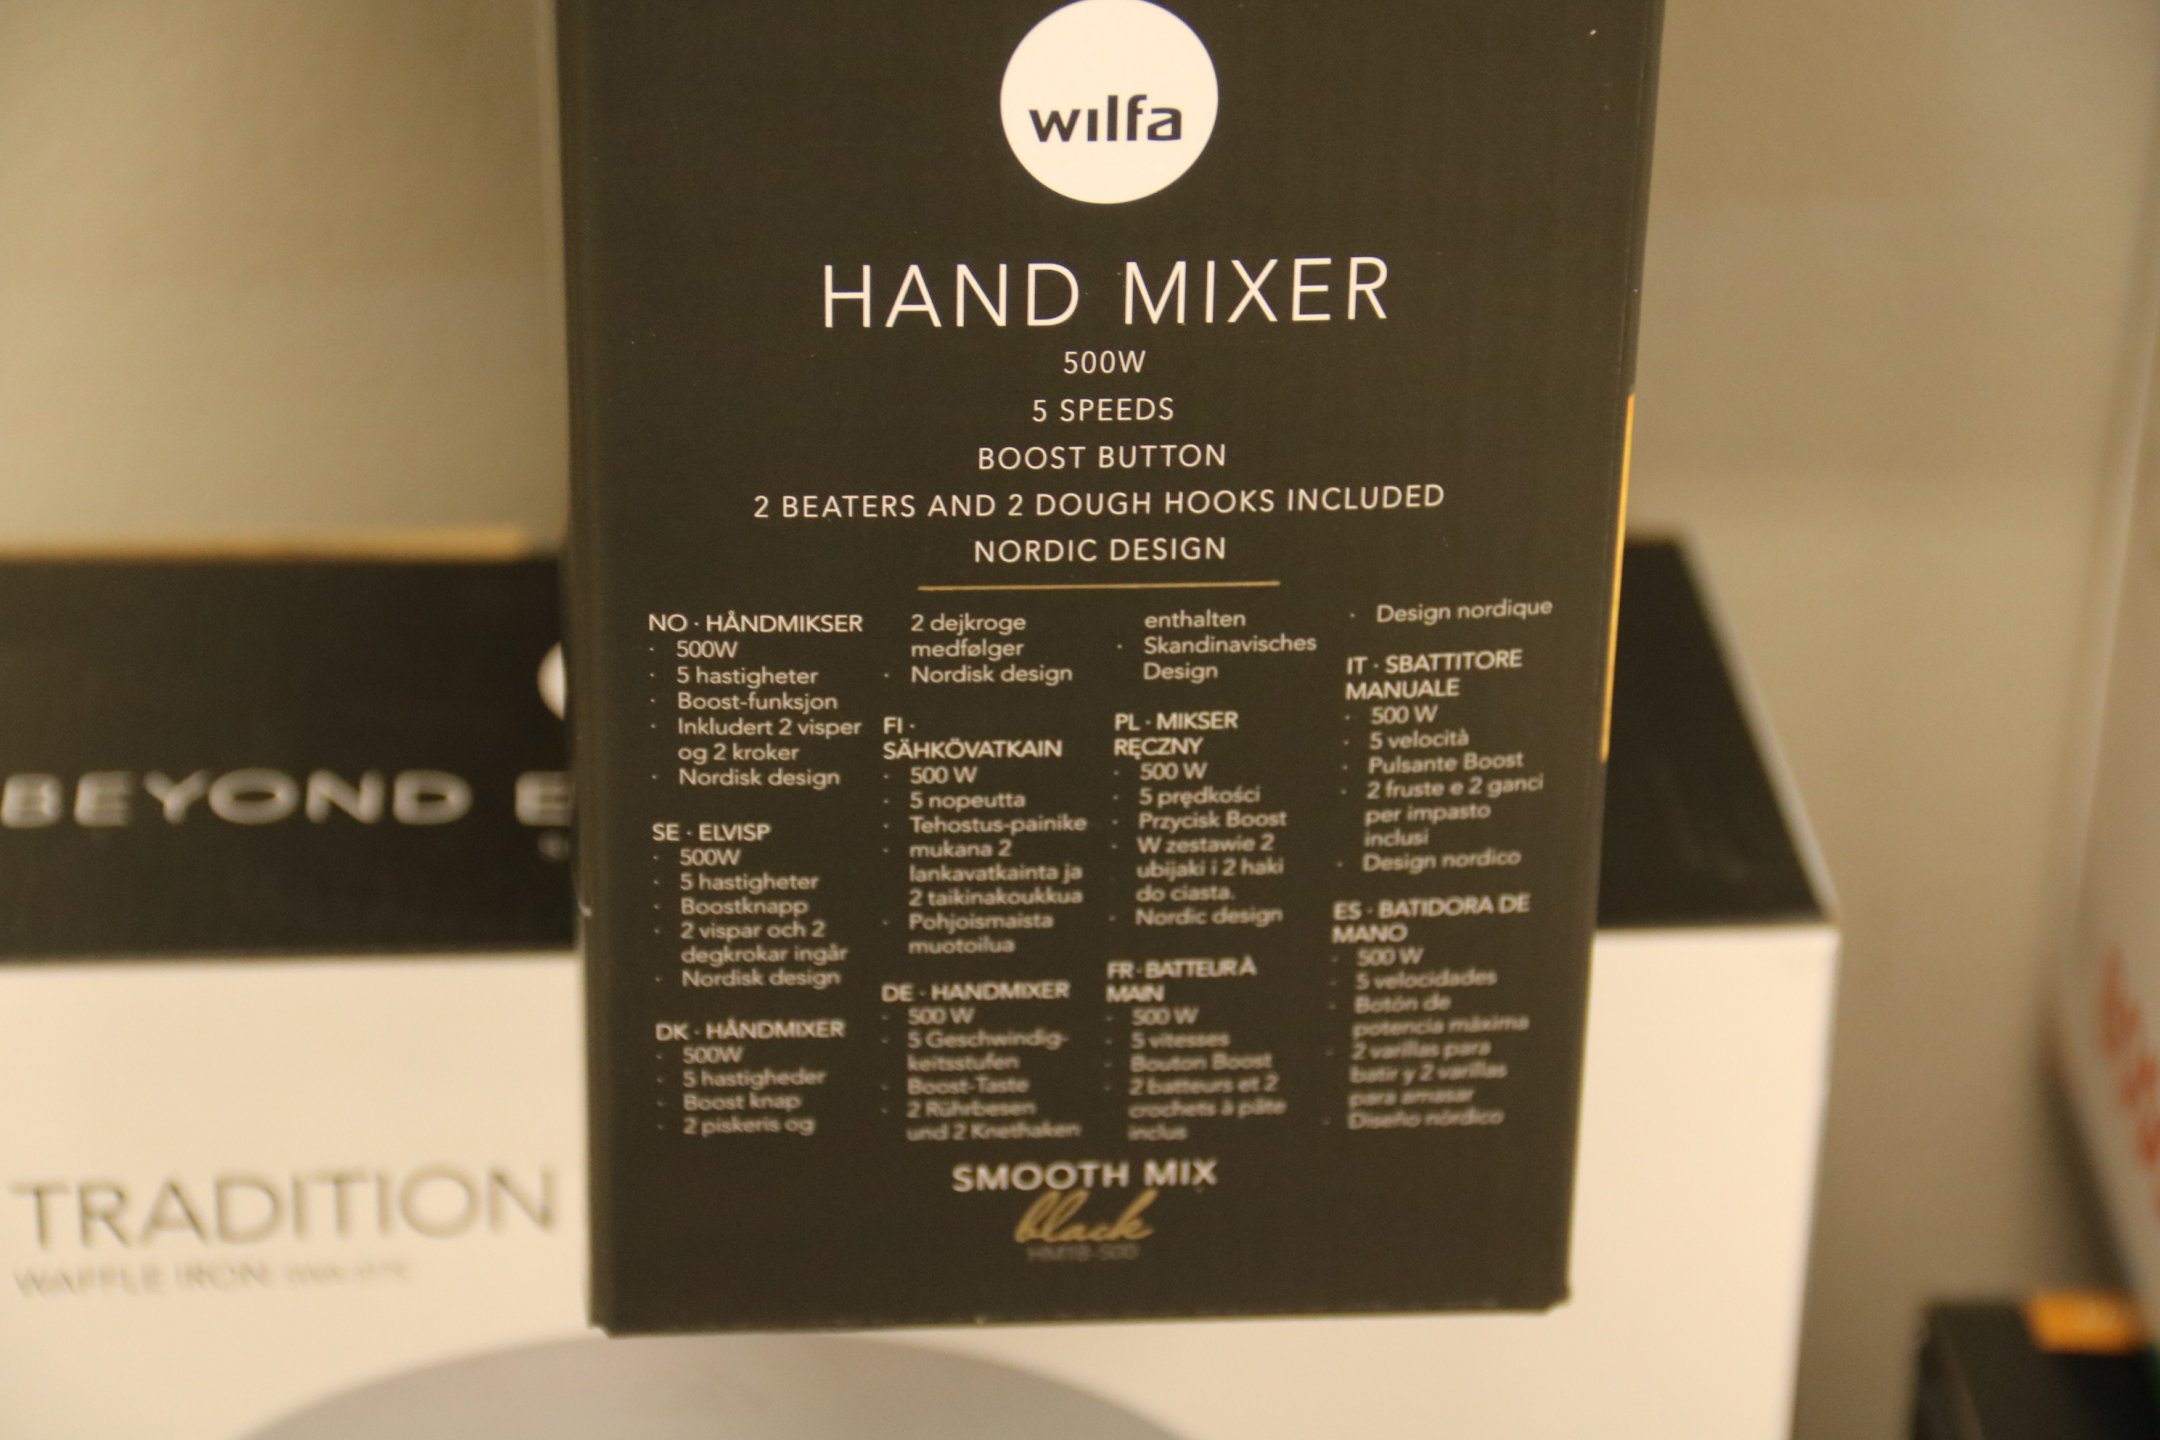 wilfa
HAND MIXER
500W
5 SPEEDS
BOOST BUTTON
2 BEATERS AND 2 DOUGH HOOKS INCLUDED
NORDIC DESIGN
NO · HÅNDMIKSER
· 500W
· 5 hastigheter
· Boost-funksjon
· Inkludert 2 visper
og 2 kroker
· Nordisk design
SE · ELVISP
· 500W
· 5 hastigheter
· Boostknapp
· 2 vispar och 2
degkrokar ingår
· Nordisk design
DK · HÅNDMIXER
· 500W
· 5 hastigheder
· Boost knap
· 2 piskeris og
2 dejkroge
medfølger
· Nordisk design
FI ·
SÄHKÖVATKAIN
· 500 W
· 5 nopeutta
· Tehostus-painike
· mukana 2
lankavatkainta ja
2 taikinakoukkua
· Pohjoismaista
muotoilua
DE · HANDMIXER
· 500 W
· 5 Geschwindig-
keitsstufen
· Boost-Taste
· 2 Rührbesen
und 2 Knethaken
enthalten
· Skandinavisches
Design
PL · MIKSER
RĘCZNY
· 500 W
· 5 prędkości
· Przycisk Boost
· W zestawie 2
ubijaki i 2 haki
do ciasta.
· Nordic design
FR · BATTEUR À
MAIN
· 500 W
· 5 vitesses
· Bouton Boost
· 2 batteurs et 2
crochets à pâte
inclus
· Design nordique
IT · SBATTITORE
MANUALE
· 500 W
· 5 velocità
· Pulsante Boost
· 2 fruste e 2 ganci
per impasto
inclusi
· Design nordico
ES · BATIDORA DE
MANO
· 500 W
· 5 velocidades
· Botón de
potencia máxima
· 2 varillas para
batir y 2 varillas
para amasar
· Diseño nórdico
SMOOTH MIX
black
BEYOND E
TRADITION
WAFFLE IRON